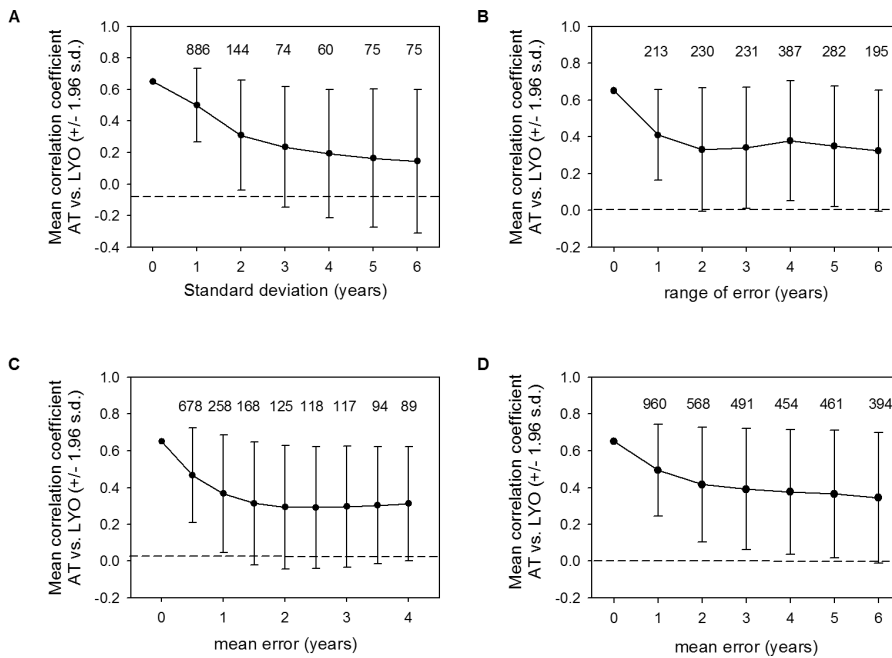 A
Mean correlation coefficient
AT vs. LYO (+/- 1.96 s.d.)
1.0
0.8
0.6
0.4
0.2
0.0
-0.2
-0.4
886 144 74 60 75 75
0 1 2 3 4 5 6
Standard deviation (years)
B
Mean correlation coefficient
AT vs. LYO (+/- 1.96 s.d.)
1.0
0.8
0.6
0.4
0.2
0.0
-0.2
213 230 231 387 282 195
0 1 2 3 4 5 6
range of error (years)
C
Mean correlation coefficient
AT vs. LYO (+/- 1.96 s.d.)
1.0
0.8
0.6
0.4
0.2
0.0
-0.2
678 258 168 125 118 117 94 89
0 1 2 3 4
mean error (years)
D
Mean correlation coefficient
AT vs. LYO (+/- 1.96 s.d.)
1.0
0.8
0.6
0.4
0.2
0.0
-0.2
960 568 491 454 461 394
0 1 2 3 4 5 6
mean error (years)